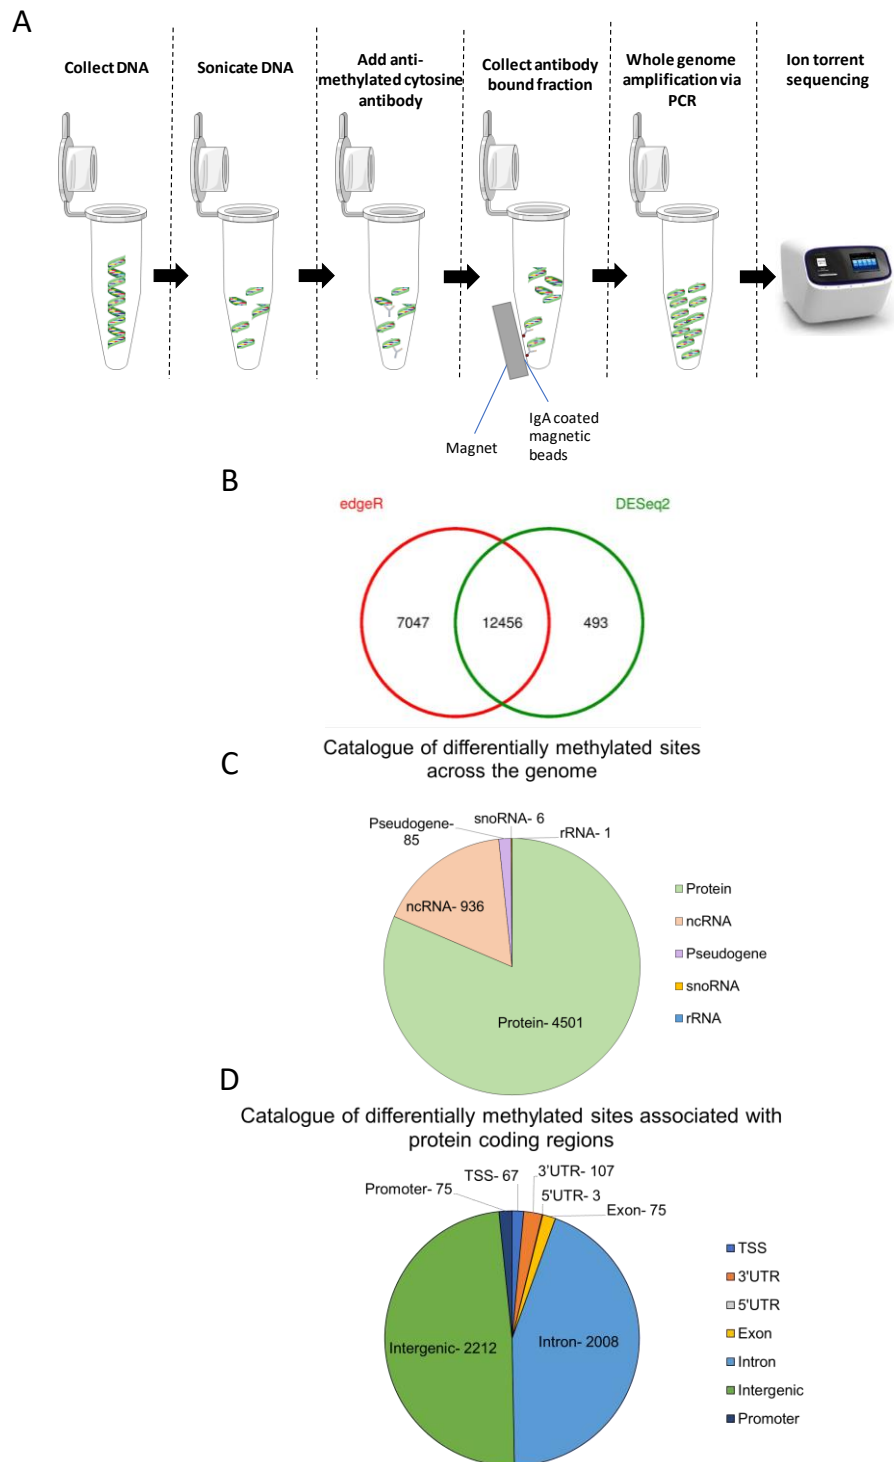 A
Collect DNA
Sonicate DNA
Add anti-
methylated cytosine
antibody
Collect antibody
bound fraction
Whole genome
amplification via
PCR
Ion torrent
sequencing
Magnet
IgA coated
magnetic
beads
B
edgeR
DESeq2
7047
12456
493
C
Catalogue of differentially methylated sites
across the genome
Pseudogene-
85
snoRNA- 6
rRNA- 1
ncRNA- 936
Protein- 4501
Protein
ncRNA
Pseudogene
snoRNA
rRNA
D
Catalogue of differentially methylated sites associated with
protein coding regions
Promoter- 75
TSS- 67
3'UTR- 107
5'UTR- 3
Exon- 75
Intergenic- 2212
Intron- 2008
TSS
3'UTR
5'UTR
Exon
Intron
Intergenic
Promoter